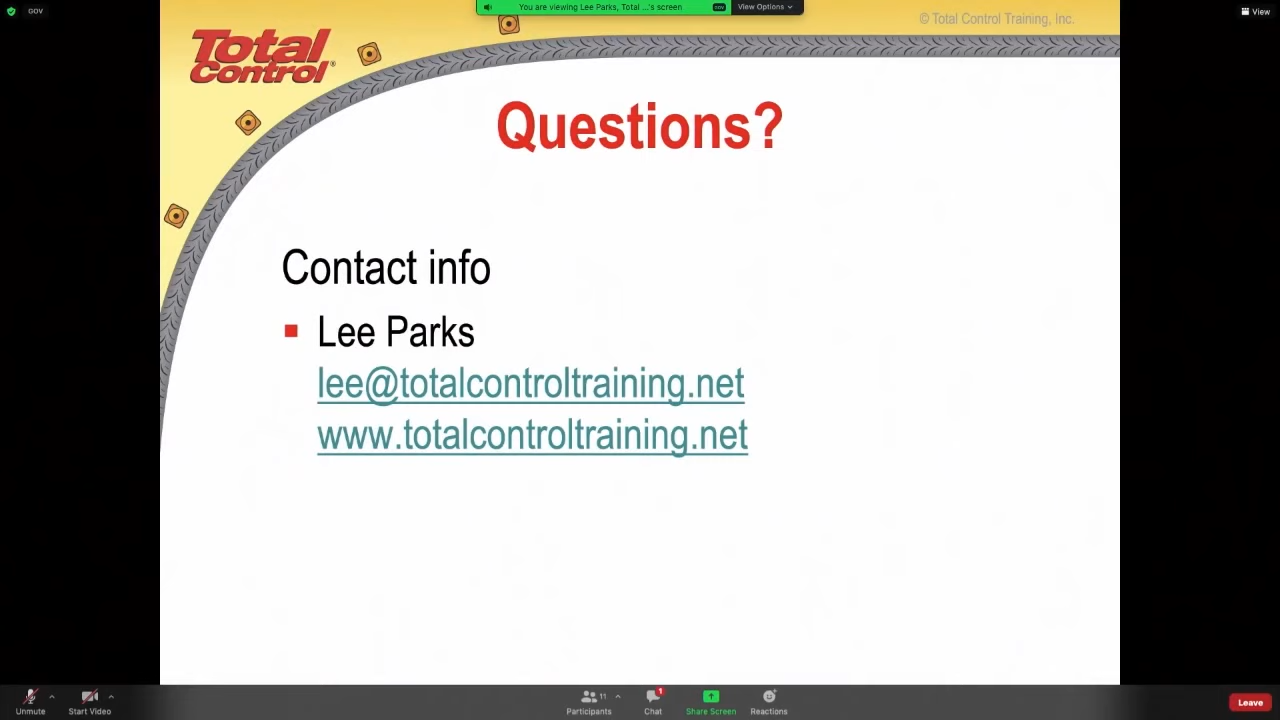 GOV
You are viewing Lee Parks, Total ...'s screen
GOV
View Options
© Total Control Training, Inc.
View
Total
Control®
Questions?
Contact info
Lee Parks
lee@totalcontroltraining.net
www.totalcontroltraining.net
Unmute
Start Video
11
Participants
1
Chat
Share Screen
Reactions
Leave